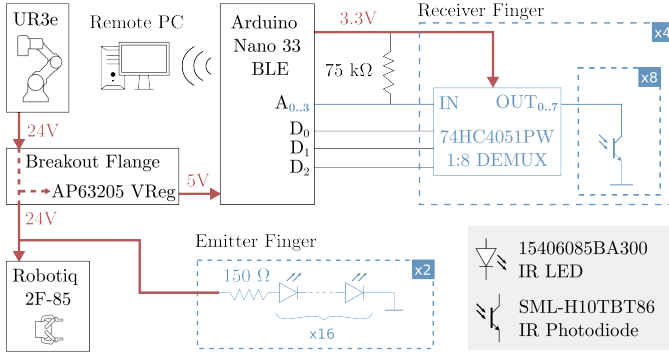 UR3e
Remote PC
Arduino
Nano 33
BLE
3.3V
Receiver Finger
x4
75 kΩ
x8
A0..3
IN
OUT0..7
D0
D1
D2
74HC4051PW
1:8 DEMUX
24V
Breakout Flange
AP63205 VReg
5V
24V
Emitter Finger
x2
Robotiq
2F-85
150 Ω
x16
15406085BA300
IR LED
SML-H10TBT86
IR Photodiode